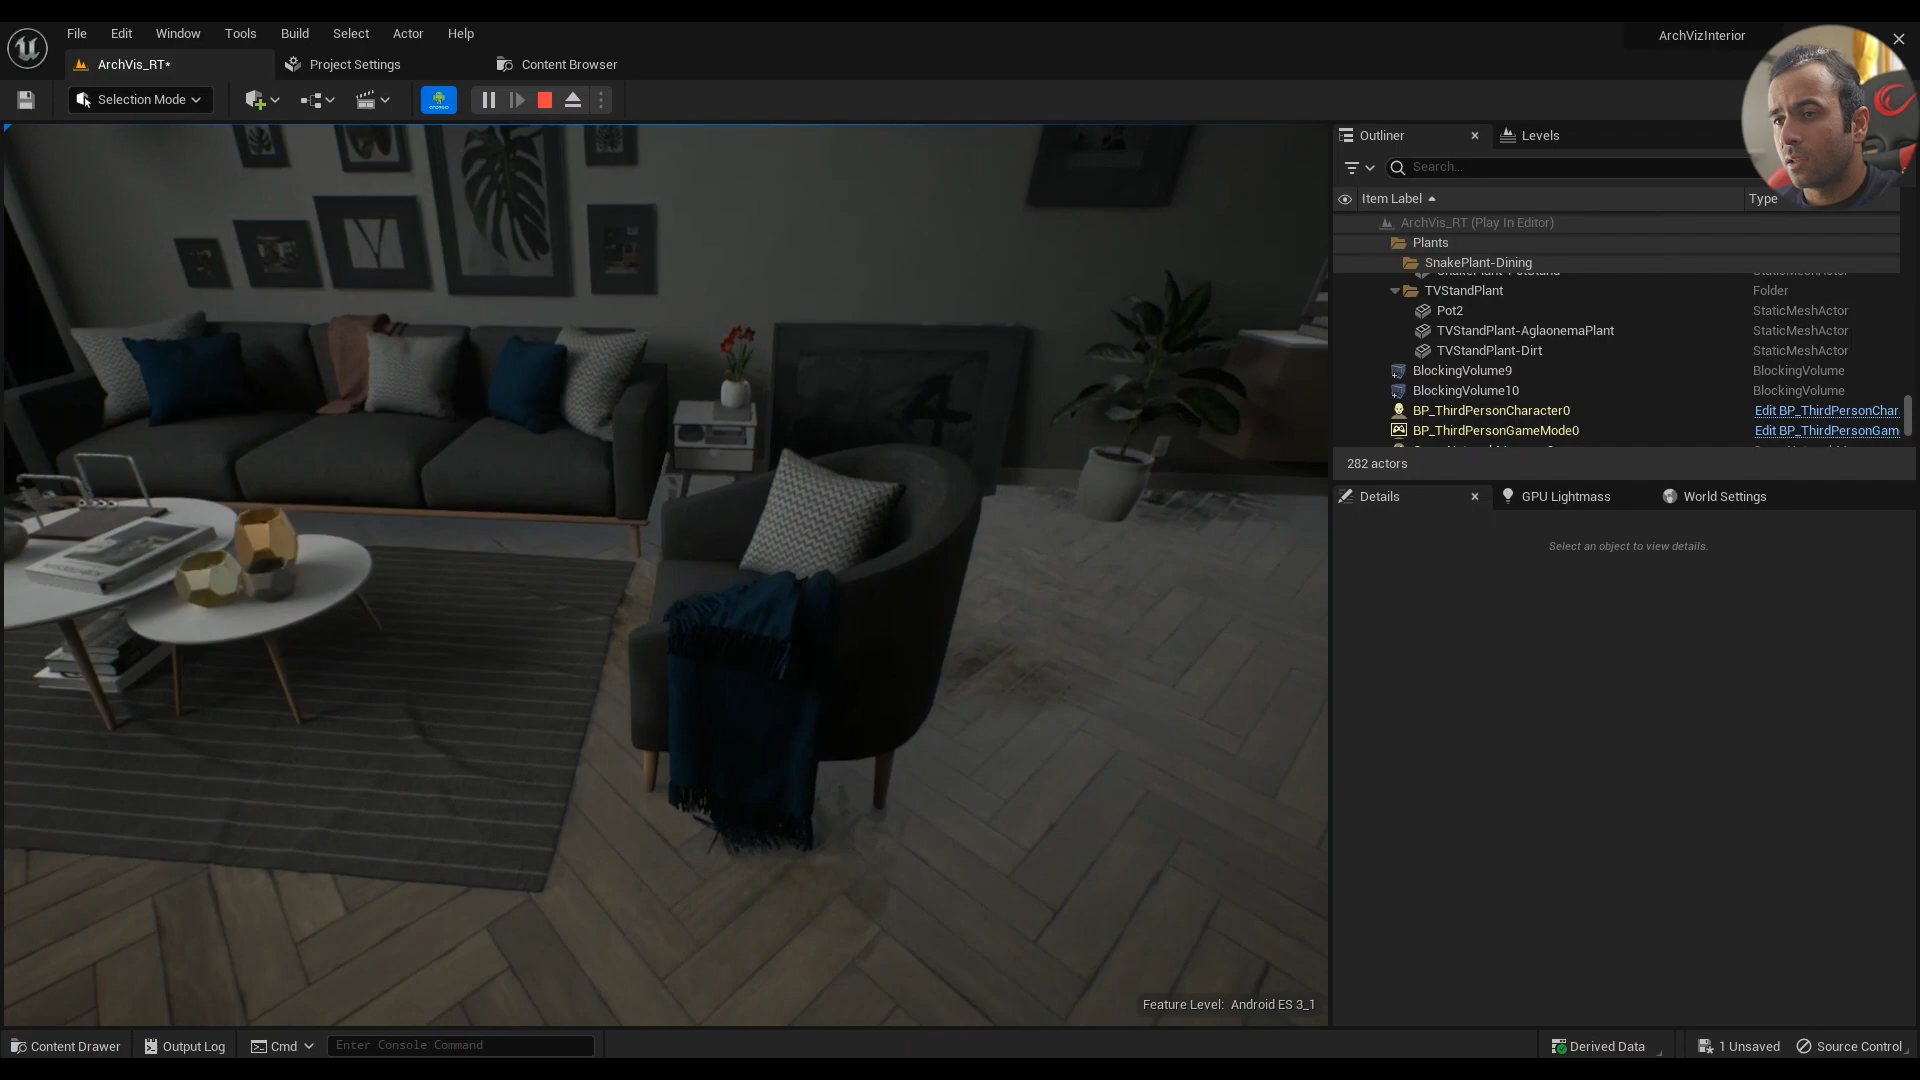 File Edit Window Tools Build Select Actor Help
ArchVizInterior
ArchVis_RT*
Project Settings
Content Browser
Selection Mode
Outliner
Levels
Search...
Item Label
Type
ArchVis_RT (Play In Editor)
Plants
SnakePlant-Dining
TVStandPlant Folder
Pot2 StaticMeshActor
TVStandPlant-AglaonemaPlant StaticMeshActor
TVStandPlant-Dirt StaticMeshActor
BlockingVolume9 BlockingVolume
BlockingVolume10 BlockingVolume
BP_ThirdPersonCharacter0 Edit BP_ThirdPersonChar
BP_ThirdPersonGameMode0 Edit BP_ThirdPersonGam
282 actors
Details
GPU Lightmass
World Settings
Select an object to view details.
Feature Level: Android ES 3_1
Content Drawer
Output Log
Cmd
Enter Console Command
Derived Data
1 Unsaved
Source Control